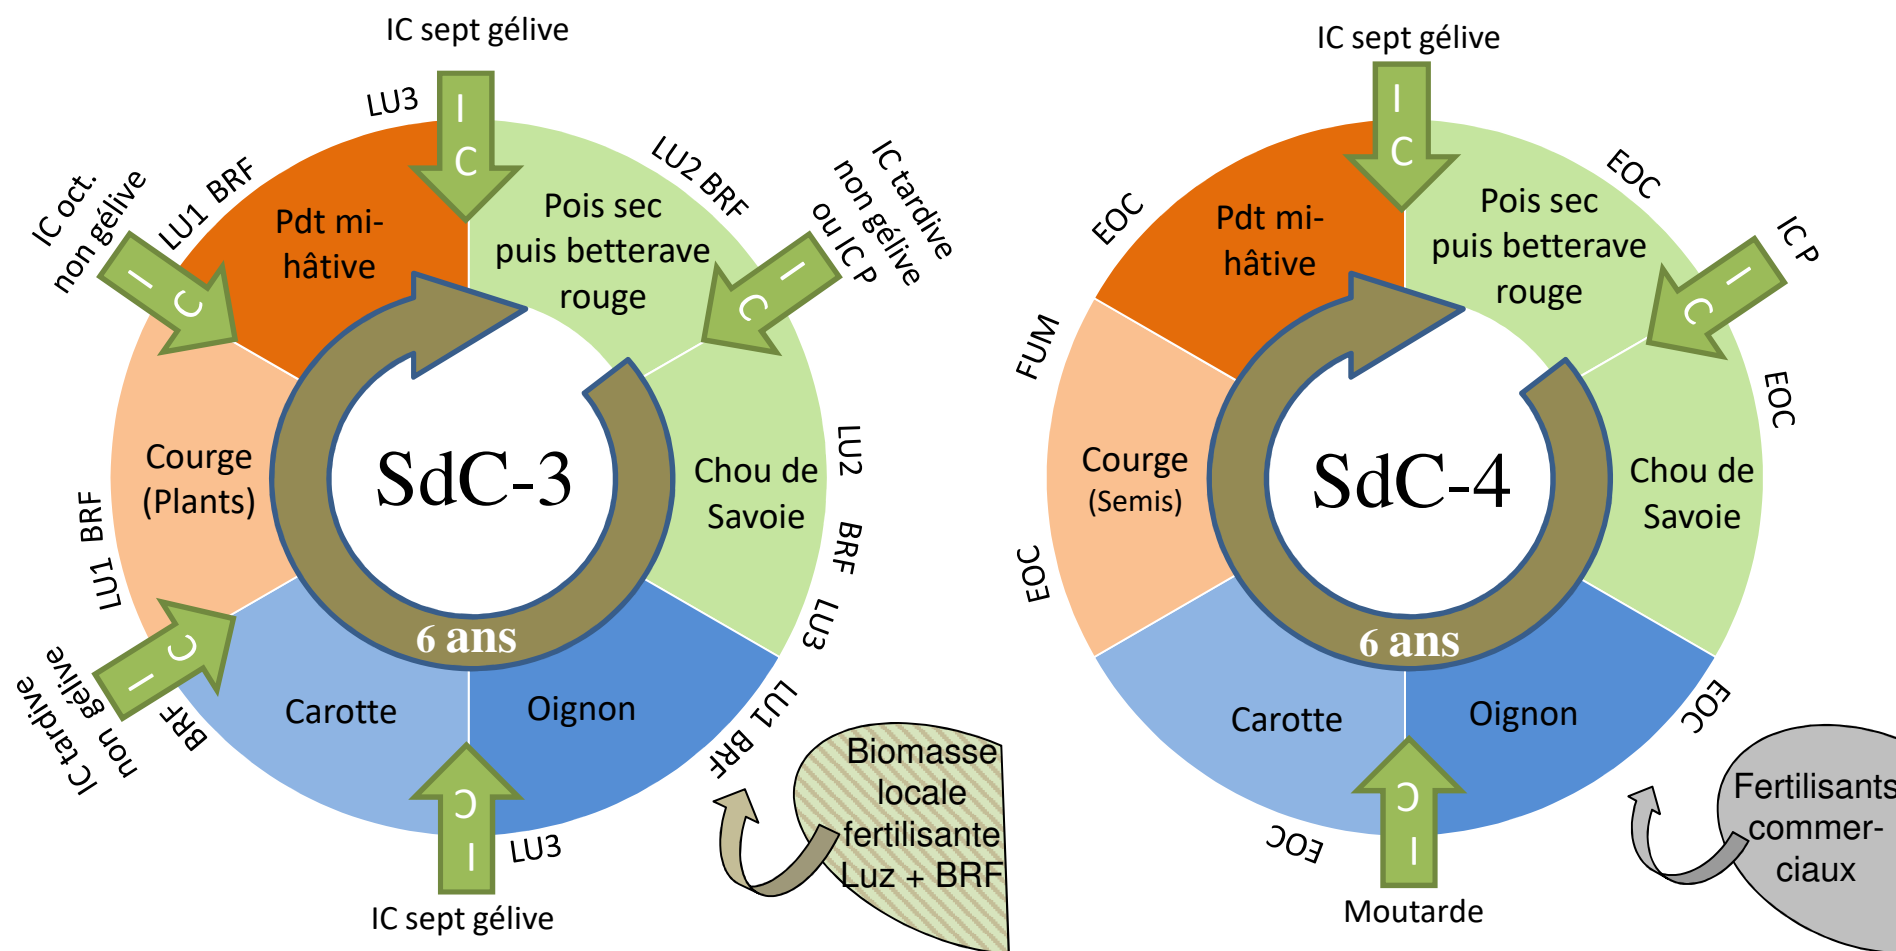 IC sept gélive
LU3
I
C
LU2 BRF
IC tardive
non gélive
ou IC P
I
C
IC oct.
non gélive
LU1 BRF
I
C
Pdt mi-
hâtive
Pois sec
puis betterave
rouge
Courge
(Plants)
SdC-3
Chou de
Savoie
LU2
BRF
LU3
LU1 BRF
I
C
IC tardive
non gélive
BRF
6 ans
Carotte
Oignon
LU1 BRF
C
I
LU3
IC sept gélive
Biomasse
locale
fertilisante
Luz + BRF
IC sept gélive
I
C
EOC
EOC
IC P
I
C
Pdt mi-
hâtive
Pois sec
puis betterave
rouge
FUM
EOC
Courge
(Semis)
SdC-4
Chou de
Savoie
EOC
6 ans
Carotte
Oignon
EOC
EOC
C
I
Moutarde
Fertilisants
commer-
ciaux